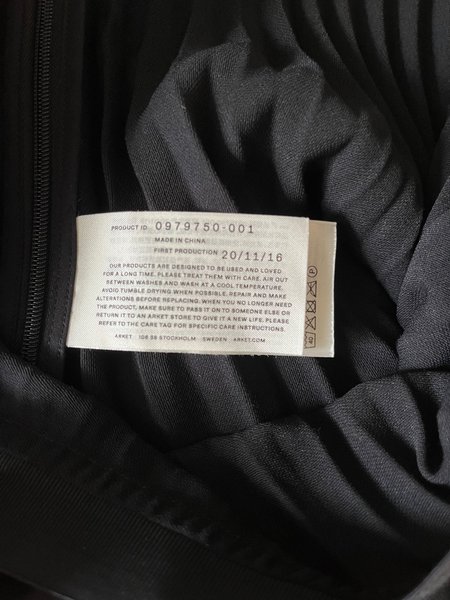 PRODUCT ID 0979750-001
MADE IN CHINA
FIRST PRODUCTION 20/11/16
OUR PRODUCTS ARE DESIGNED TO BE USED AND LOVED
FOR A LONG TIME. PLEASE TREAT THEM WITH CARE. AIR OUT
BETWEEN WASHES AND WASH AT A COOL TEMPERATURE.
AVOID TUMBLE DRYING WHEN POSSIBLE. REPAIR AND MAKE
ALTERATIONS BEFORE REPLACING. WHEN YOU NO LONGER NEED
THE PRODUCT, MAKE SURE TO PASS IT ON TO SOMEONE ELSE OR
RETURN IT TO AN ARKET STORE TO GIVE IT A NEW LIFE. PLEASE
REFER TO THE CARE TAG FOR SPECIFIC CARE INSTRUCTIONS.
ARKET 106 38 STOCKHOLM SWEDEN ARKET.COM